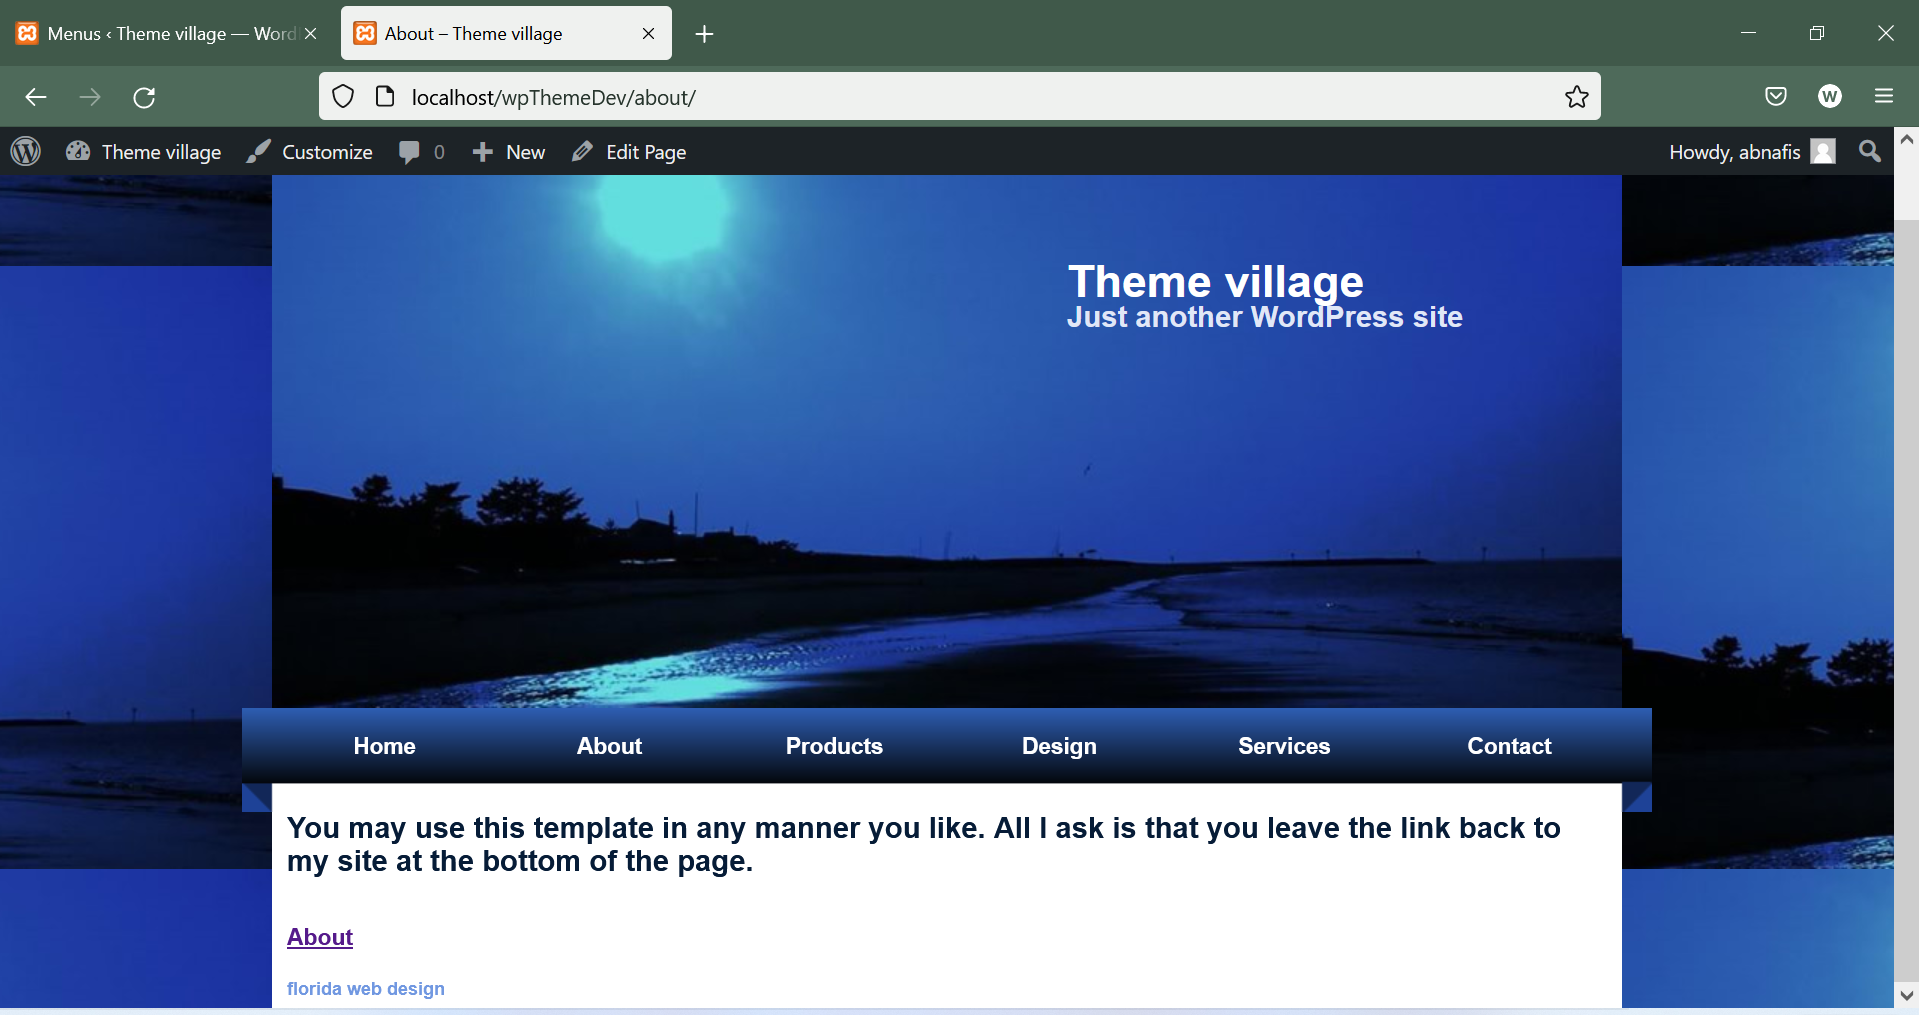 Menus ‹ Theme village — Word
About – Theme village
localhost/wpThemeDev/about/
W
Theme village
Customize
0
New
Edit Page
Howdy, abnafis
Theme village
Just another WordPress site
Home
About
Products
Design
Services
Contact
You may use this template in any manner you like. All I ask is that you leave the link back to
my site at the bottom of the page.
About
florida web design